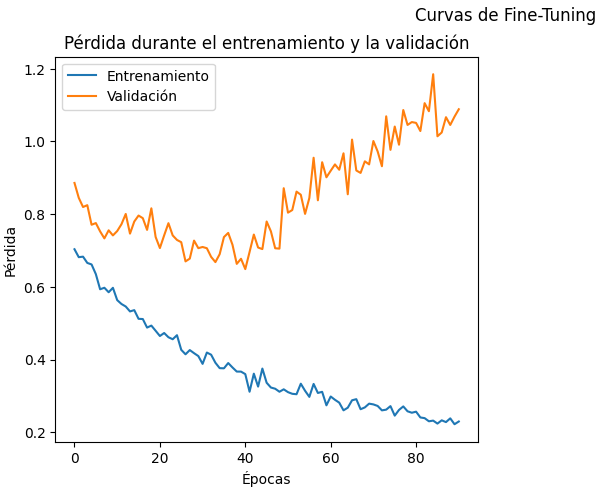 Curvas de Fine-Tuning
Pérdida durante el entrenamiento y la validación
Entrenamiento
Validación
1.2
1.0
0.8
0.6
0.4
0.2
Pérdida
0 20 40 60 80
Épocas